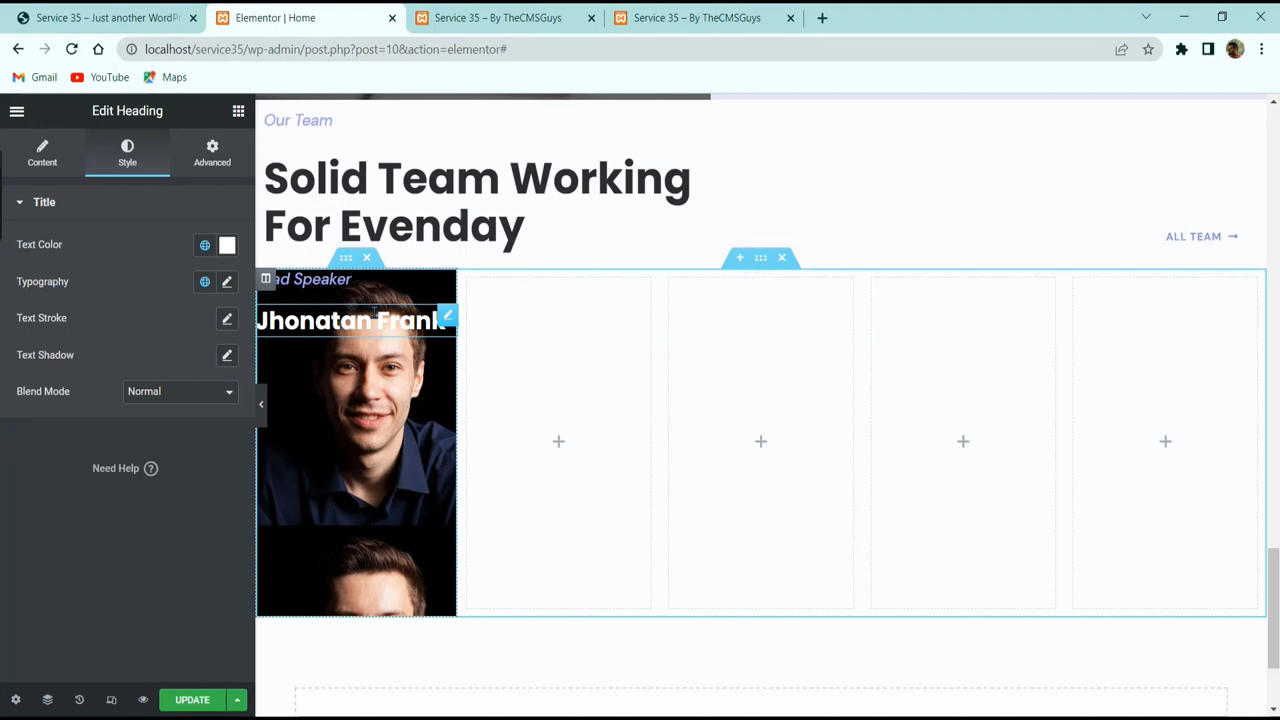 Service 35 – Just another WordPr
Elementor | Home
Service 35 – By TheCMSGuys
Service 35 – By TheCMSGuys
localhost/service35/wp-admin/post.php?post=10&action=elementor#
Gmail
YouTube
Maps
Edit Heading
Content
Style
Advanced
Title
Text Color
Typography
Text Stroke
Text Shadow
Blend Mode
Normal
Need Help
UPDATE
Our Team
Solid Team Working
For Evenday
ALL TEAM →
ad Speaker
Jhonatan Frank